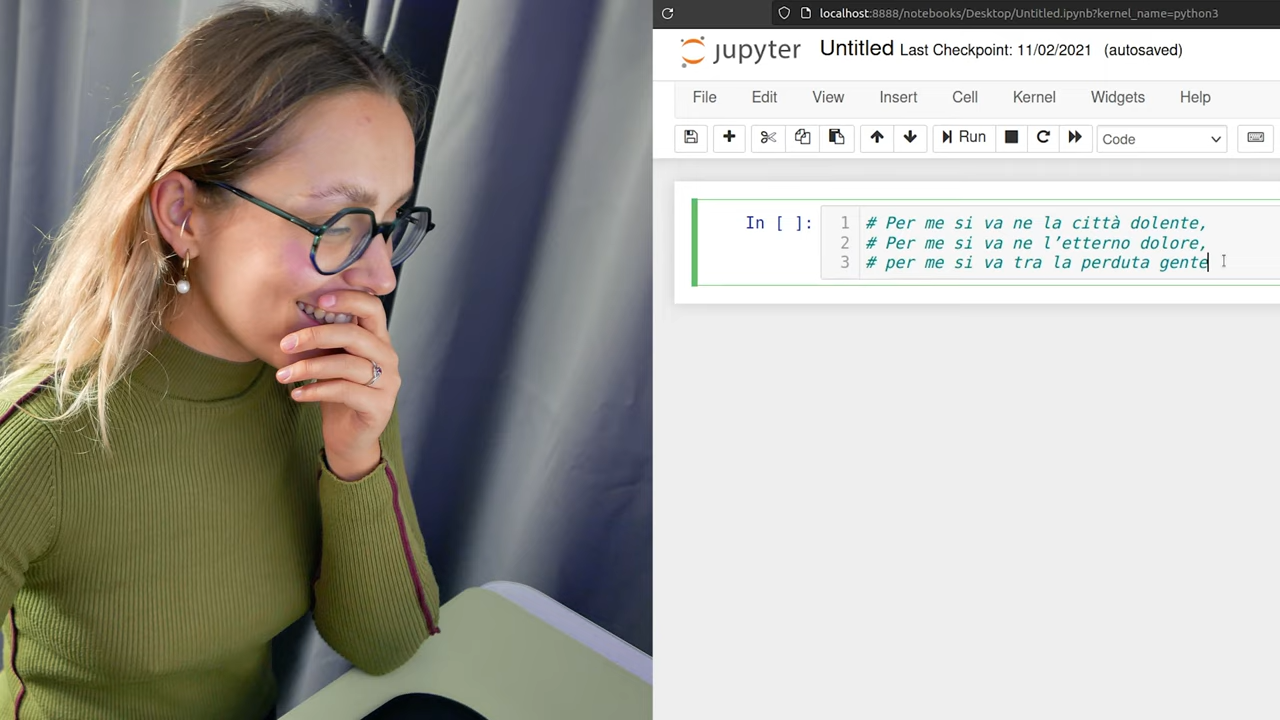 localhost:8888/notebooks/Desktop/Untitled.ipynb?kernel_name=python3
jupyter Untitled Last Checkpoint: 11/02/2021 (autosaved)
File Edit View Insert Cell Kernel Widgets Help
Run Code
In [ ]:
1 # Per me si va ne la città dolente,
2 # Per me si va ne l’etterno dolore,
3 # per me si va tra la perduta gente